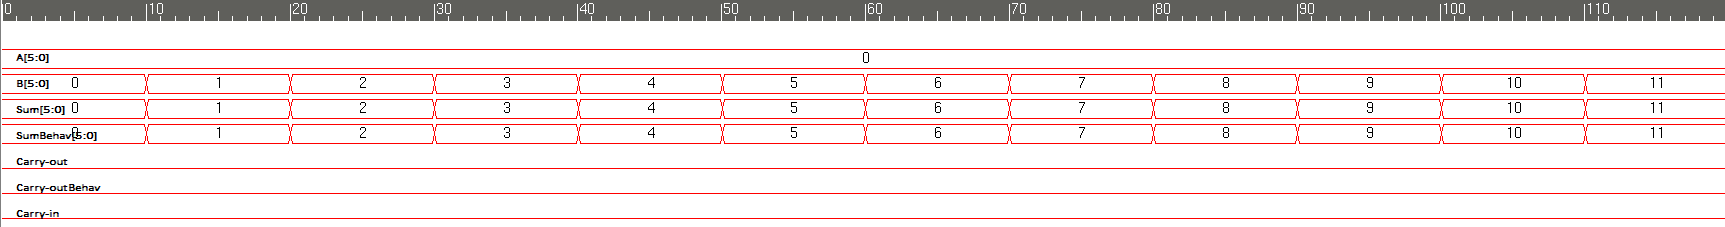 0 10 20 30 40 50 60 70 80 90 100 110
A[5:0] 0
B[5:0] 0 1 2 3 4 5 6 7 8 9 10 11
Sum[5:0] 0 1 2 3 4 5 6 7 8 9 10 11
SumBehav[5:0] 0 1 2 3 4 5 6 7 8 9 10 11
Carry-out
Carry-outBehav
Carry-in